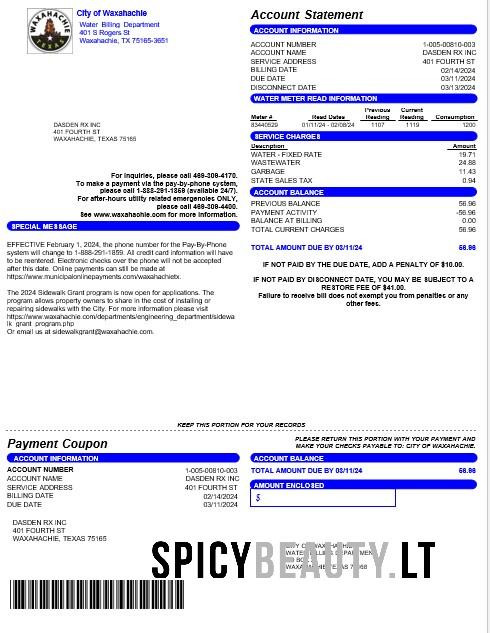 WAXAHACHIE
TEXAS
City of Waxahachie
Water Billing Department
401 S Rogers St
Waxahachie, TX 75165-3651
DASDEN RX INC
401 FOURTH ST
WAXAHACHIE, TEXAS 75165
For inquiries, please call 469-309-4170.
To make a payment via the pay-by-phone system,
please call 1-888-291-1859 (available 24/7).
For after-hours utility related emergencies ONLY,
please call 469-309-4400.
See www.waxahachie.com for more information.
SPECIAL MESSAGE
EFFECTIVE February 1, 2024, the phone number for the Pay-By-Phone
system will change to 1-888-291-1859. All credit card information will have
to be reentered. Electronic checks over the phone will not be accepted
after this date. Online payments can still be made at
https://www.municipalonlinepayments.com/waxahachietx.
The 2024 Sidewalk Grant program is now open for applications. The
program allows property owners to share in the cost of installing or
repairing sidewalks with the City. For more information please visit
https://www.waxahachie.com/departments/engineering_department/sidewa
lk_grant_program.php
Or email us at sidewalkgrant@waxahachie.com.
Account Statement
ACCOUNT INFORMATION
ACCOUNT NUMBER 1-005-00810-003
ACCOUNT NAME DASDEN RX INC
SERVICE ADDRESS 401 FOURTH ST
BILLING DATE 02/14/2024
DUE DATE 03/11/2024
DISCONNECT DATE 03/13/2024
WATER METER READ INFORMATION
Previous Current
Meter # Read Dates Reading Reading Consumption
83440529 01/11/24 - 02/08/24 1107 1119 1200
SERVICE CHARGES
Description Amount
WATER - FIXED RATE 19.71
WASTEWATER 24.88
GARBAGE 11.43
STATE SALES TAX 0.94
ACCOUNT BALANCE
PREVIOUS BALANCE 56.96
PAYMENT ACTIVITY -56.96
BALANCE AT BILLING 0.00
TOTAL CURRENT CHARGES 56.96
TOTAL AMOUNT DUE BY 03/11/24 56.96
IF NOT PAID BY THE DUE DATE, ADD A PENALTY OF $10.00.
IF NOT PAID BY DISCONNECT DATE, YOU MAY BE SUBJECT TO A
RESTORE FEE OF $41.00.
Failure to receive bill does not exempt you from penalties or any
other fees.
KEEP THIS PORTION FOR YOUR RECORDS
Payment Coupon
PLEASE RETURN THIS PORTION WITH YOUR PAYMENT AND
MAKE YOUR CHECKS PAYABLE TO: CITY OF WAXAHACHIE.
ACCOUNT INFORMATION
ACCOUNT NUMBER 1-005-00810-003
ACCOUNT NAME DASDEN RX INC
SERVICE ADDRESS 401 FOURTH ST
BILLING DATE 02/14/2024
DUE DATE 03/11/2024
ACCOUNT BALANCE
TOTAL AMOUNT DUE BY 03/11/24 56.96
AMOUNT ENCLOSED
$
DASDEN RX INC
401 FOURTH ST
WAXAHACHIE, TEXAS 75165
SPICYBEAUTY.LT